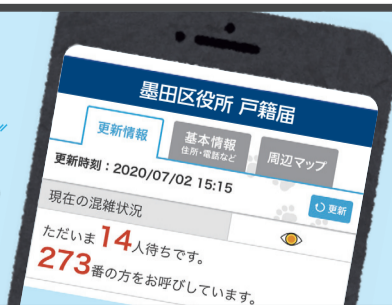 墨田区役所 戸籍届
更新情報
基本情報
住所・電話など
周辺マップ
更新時刻：2020/07/02 15:15
更新
現在の混雑状況
ただいま14人待ちです。
273番の方をお呼びしています。